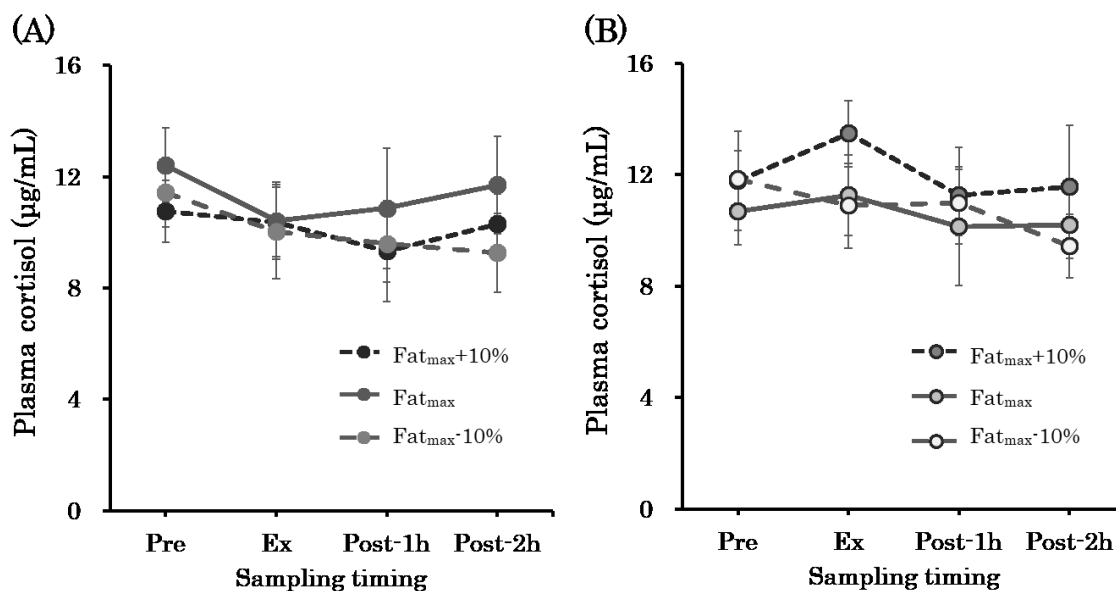 (A)
Plasma cortisol (µg/mL)
16
12
8
4
0
Fatmax+10%
Fatmax
Fatmax-10%
Pre Ex Post-1h Post-2h
Sampling timing
(B)
Plasma cortisol (µg/mL)
16
12
8
4
0
Fatmax+10%
Fatmax
Fatmax-10%
Pre Ex Post-1h Post-2h
Sampling timing